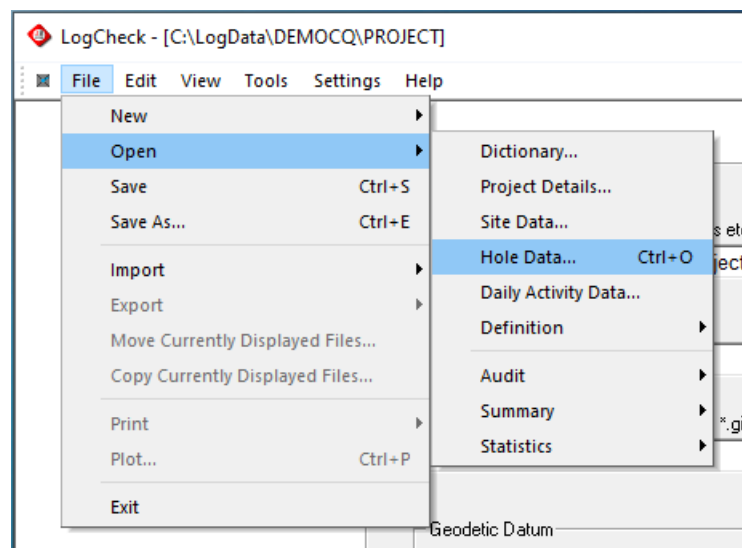 LogCheck - [C:\LogData\DEMOCQ\PROJECT]
File Edit View Tools Settings Help
New
Open
Save Ctrl+S
Save As... Ctrl+E
Import
Export
Move Currently Displayed Files...
Copy Currently Displayed Files...
Print
Plot... Ctrl+P
Exit
Dictionary...
Project Details...
Site Data...
Hole Data... Ctrl+O
Daily Activity Data...
Definition
Audit
Summary
Statistics
Geodetic Datum